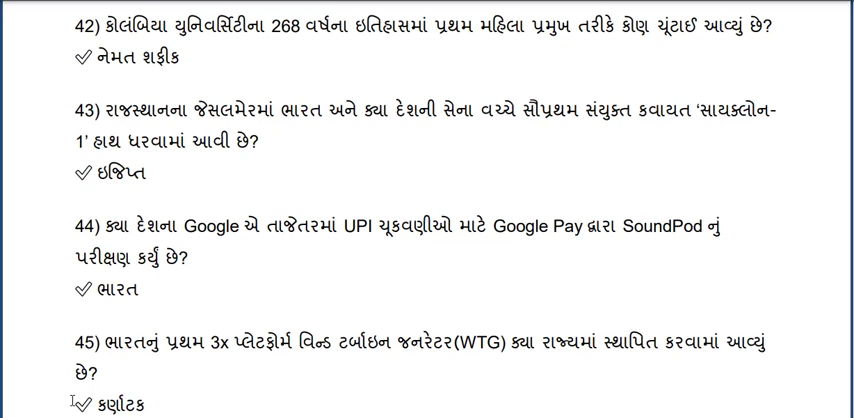 42) કોલંબિયા યુનિવર્સિટીના 268 વર્ષના ઇતિહાસમાં પ્રથમ મહિલા પ્રમુખ તરીકે કોણ ચૂંટાઈ આવ્યું છે?
✓ નેમત શફીક
43) રાજસ્થાનના જેસલમેરમાં ભારત અને ક્યા દેશની સેના વચ્ચે સૌપ્રથમ સંયુક્ત કવાયત ‘સાયક્લોન-
1’ હાથ ધરવામાં આવી છે?
✓ ઇજિપ્ત
44) ક્યા દેશના Google એ તાજેતરમાં UPI ચૂકવણીઓ માટે Google Pay દ્વારા SoundPod નું
પરીક્ષણ કર્યું છે?
✓ ભારત
45) ભારતનું પ્રથમ 3x પ્લેટફોર્મ વિન્ડ ટર્બાઇન જનરેટર(WTG) ક્યા રાજ્યમાં સ્થાપિત કરવામાં આવ્યું
છે?
✓ કર્ણાટક